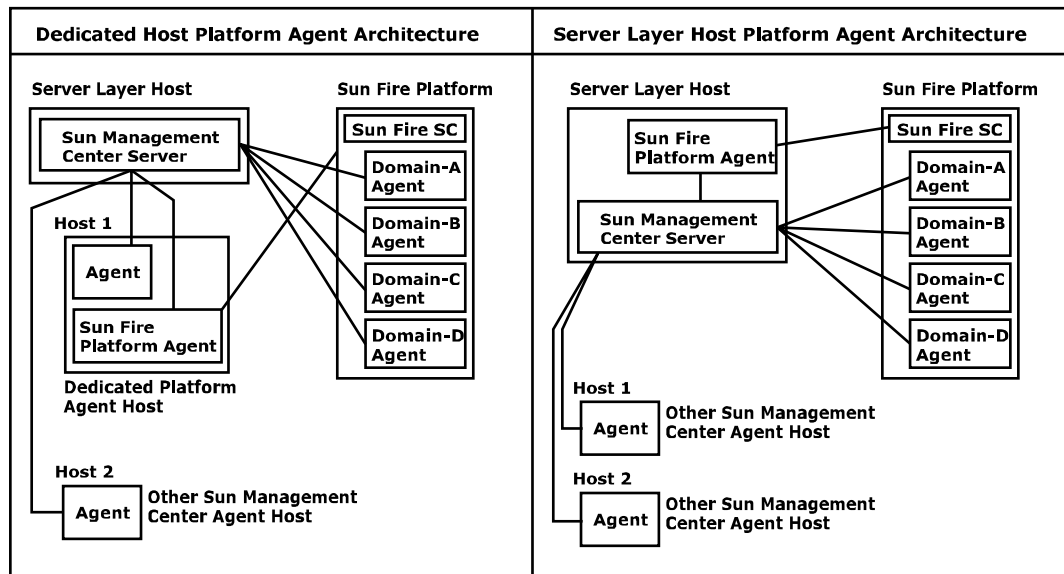 Dedicated Host Platform Agent Architecture
Server Layer Host
Sun Fire Platform
Sun Management
Center Server
Sun Fire SC
Domain-A
Agent
Domain-B
Agent
Domain-C
Agent
Domain-D
Agent
Host 1
Agent
Sun Fire
Platform Agent
Dedicated Platform
Agent Host
Host 2
Agent
Other Sun Management
Center Agent Host
Server Layer Host Platform Agent Architecture
Server Layer Host
Sun Fire Platform
Sun Fire
Platform Agent
Sun Fire SC
Sun Management
Center Server
Domain-A
Agent
Domain-B
Agent
Domain-C
Agent
Domain-D
Agent
Host 1
Agent
Other Sun Management
Center Agent Host
Host 2
Agent
Other Sun Management
Center Agent Host